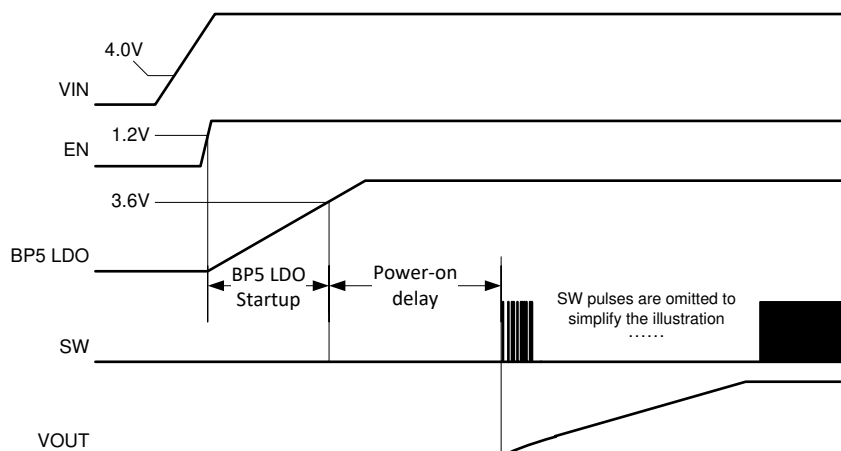 4.0V
VIN
1.2V
EN
3.6V
BP5 LDO
BP5 LDO
Startup
Power-on
delay
SW pulses are omitted to
simplify the illustration
......
SW
VOUT